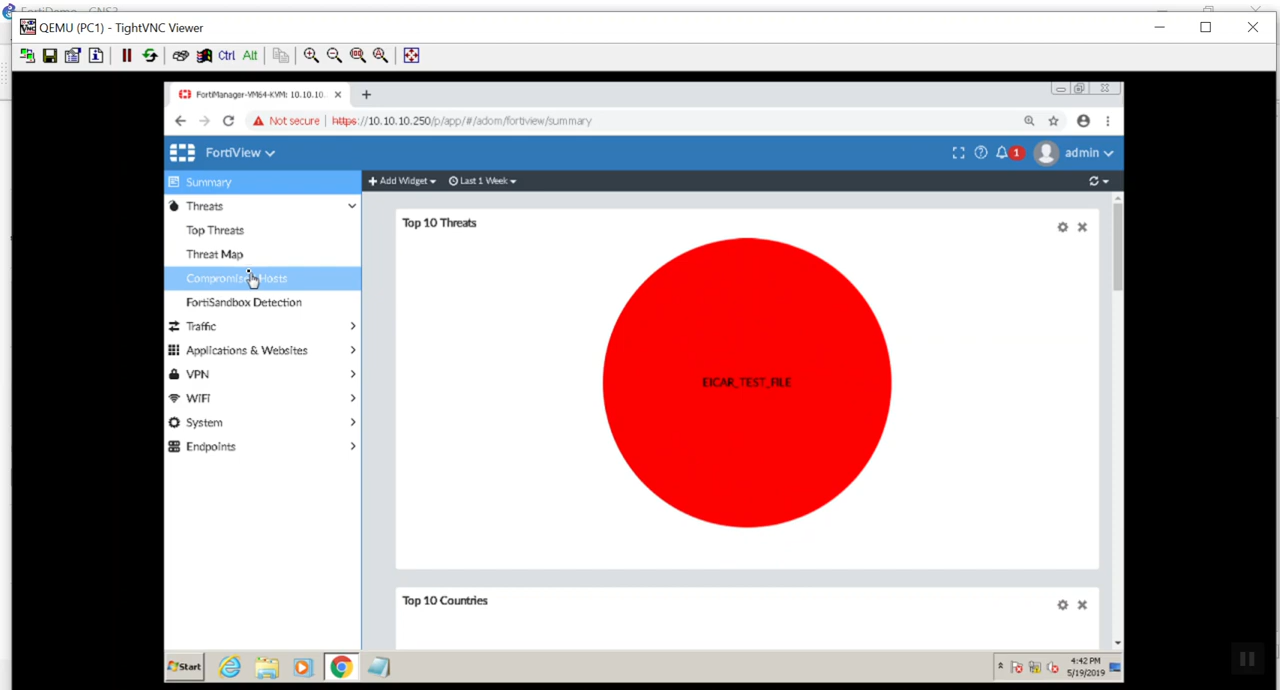 FortiDemo - GNS3
QEMU (PC1) - TightVNC Viewer
Ctrl Alt
FortiManager-VM64-KVM: 10.10.10.
Not secure | https://10.10.10.250/p/app/#/adom/fortiview/summary
FortiView
1
admin
Summary
Add Widget
Last 1 Week
Threats
Top Threats
Threat Map
Hosts
FortiSandbox Detection
Traffic
Applications & Websites
VPN
WiFi
System
Endpoints
Top 10 Threats
EICAR_TEST_FILE
Top 10 Countries
Start
4:42 PM
5/19/2019